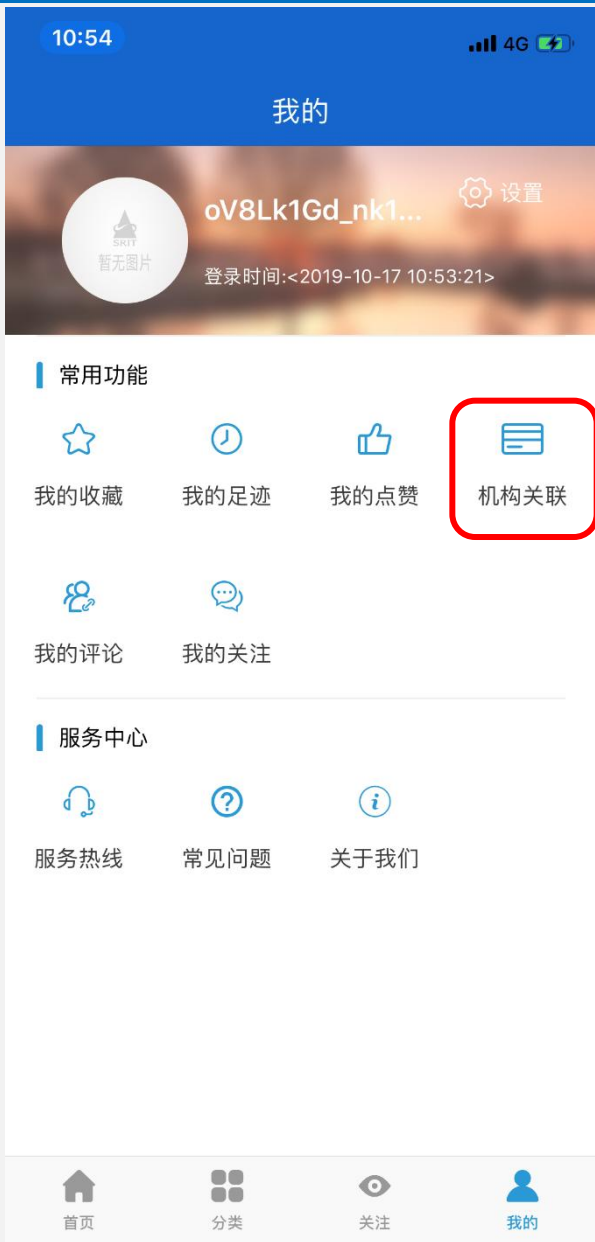 10:54
4G
我的
oV8Lk1Gd_nk1...
设置
SRIT
暂无图片
登录时间:<2019-10-17 10:53:21>
常用功能
我的收藏 我的足迹 我的点赞 机构关联
我的评论 我的关注
服务中心
服务热线 常见问题 关于我们
首页 分类 关注 我的